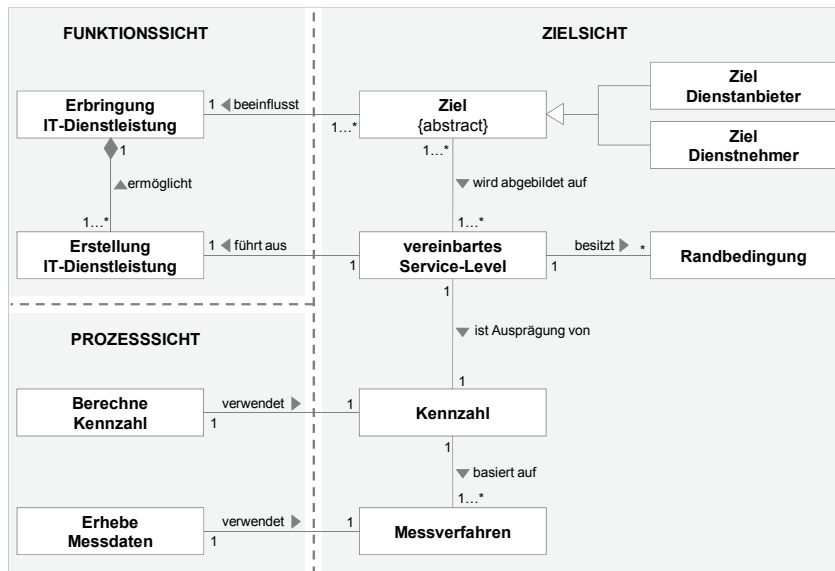 FUNKTIONSSICHT
ZIELSICHT
Erbringung
IT-Dienstleistung
1
beeinflusst
1…*
Ziel
{abstract}
Ziel
Dienstanbieter
Ziel
Dienstnehmer
1
ermöglicht
1…*
1…*
wird abgebildet auf
1…*
Erstellung
IT-Dienstleistung
1
führt aus
1
vereinbartes
Service-Level
besitzt
1
*
Randbedingung
1
ist Ausprägung von
1
PROZESSSICHT
Berechne
Kennzahl
verwendet
1
1
Kennzahl
1
basiert auf
1…*
Erhebe
Messdaten
verwendet
1
1
Messverfahren